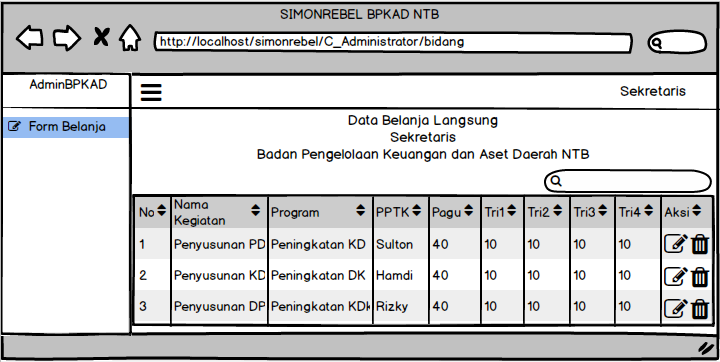 SIMONREBEL BPKAD NTB
http://localhost/simonrebel/C_Administrator/bidang
AdminBPKAD
Sekretaris
Form Belanja
Data Belanja Langsung
Sekretaris
Badan Pengelolaan Keuangan dan Aset Daerah NTB
No Nama Kegiatan Program PPTK Pagu Tri1 Tri2 Tri3 Tri4 Aksi
1 Penyusunan PD Peningkatan KD Sulton 40 10 10 10 10
2 Penyusunan KD Peningkatan DK Hamdi 40 10 10 10 10
3 Penyusunan DP Peningkatan KDK Rizky 40 10 10 10 10